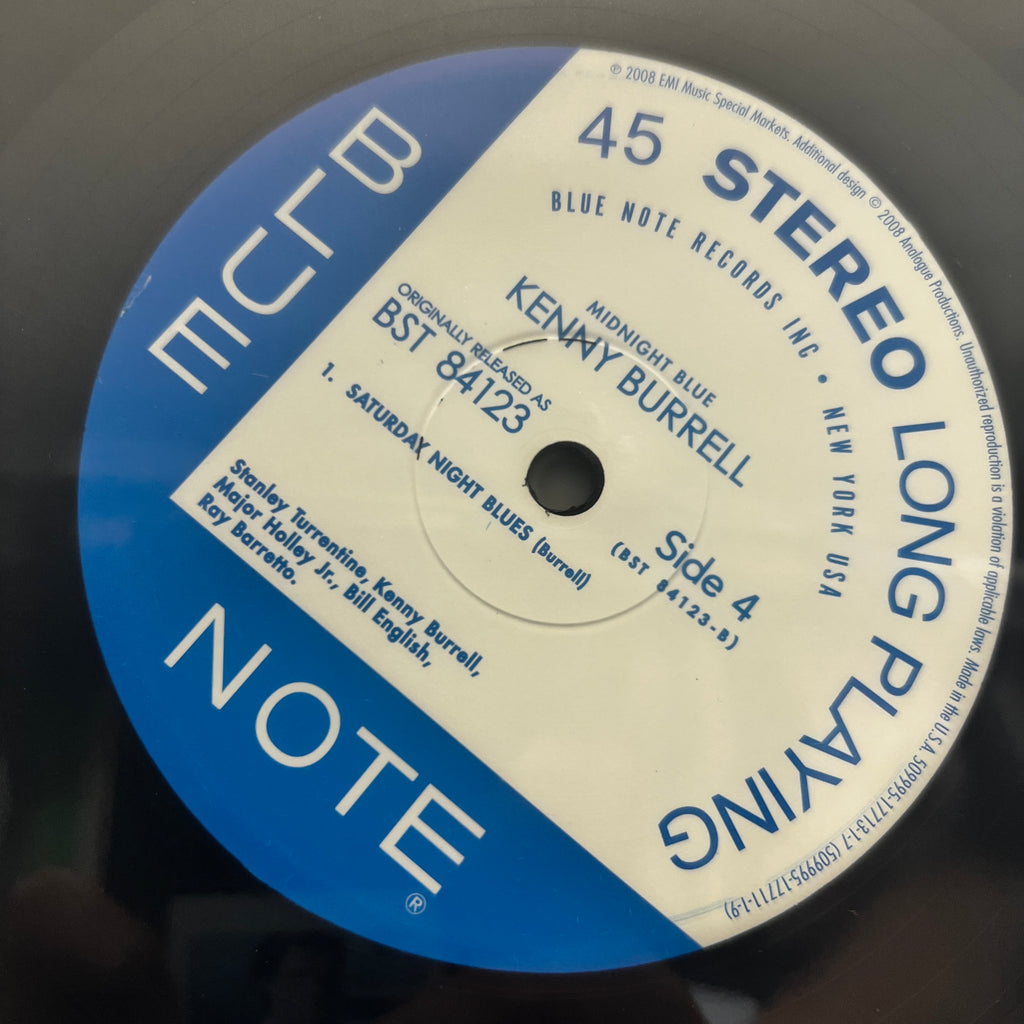 ℗ 2008 EMI Music Special Markets. Additional design © 2008 Analogue Productions. Unauthorized reproduction is a violation of applicable laws. Made in the U.S.A. 509995-17713-1-7 (509995-17711-1-9)
45 STEREO LONG PLAYING
BLUE NOTE RECORDS INC • NEW YORK USA
BLUE
NOTE®
MIDNIGHT BLUE
KENNY BURRELL
ORIGINALLY RELEASED AS
BST 84123
Side 4
(BST 84123-B)
1. SATURDAY NIGHT BLUES (Burrell)
Stanley Turrentine, Kenny Burrell,
Major Holley Jr., Bill English,
Ray Barretto.